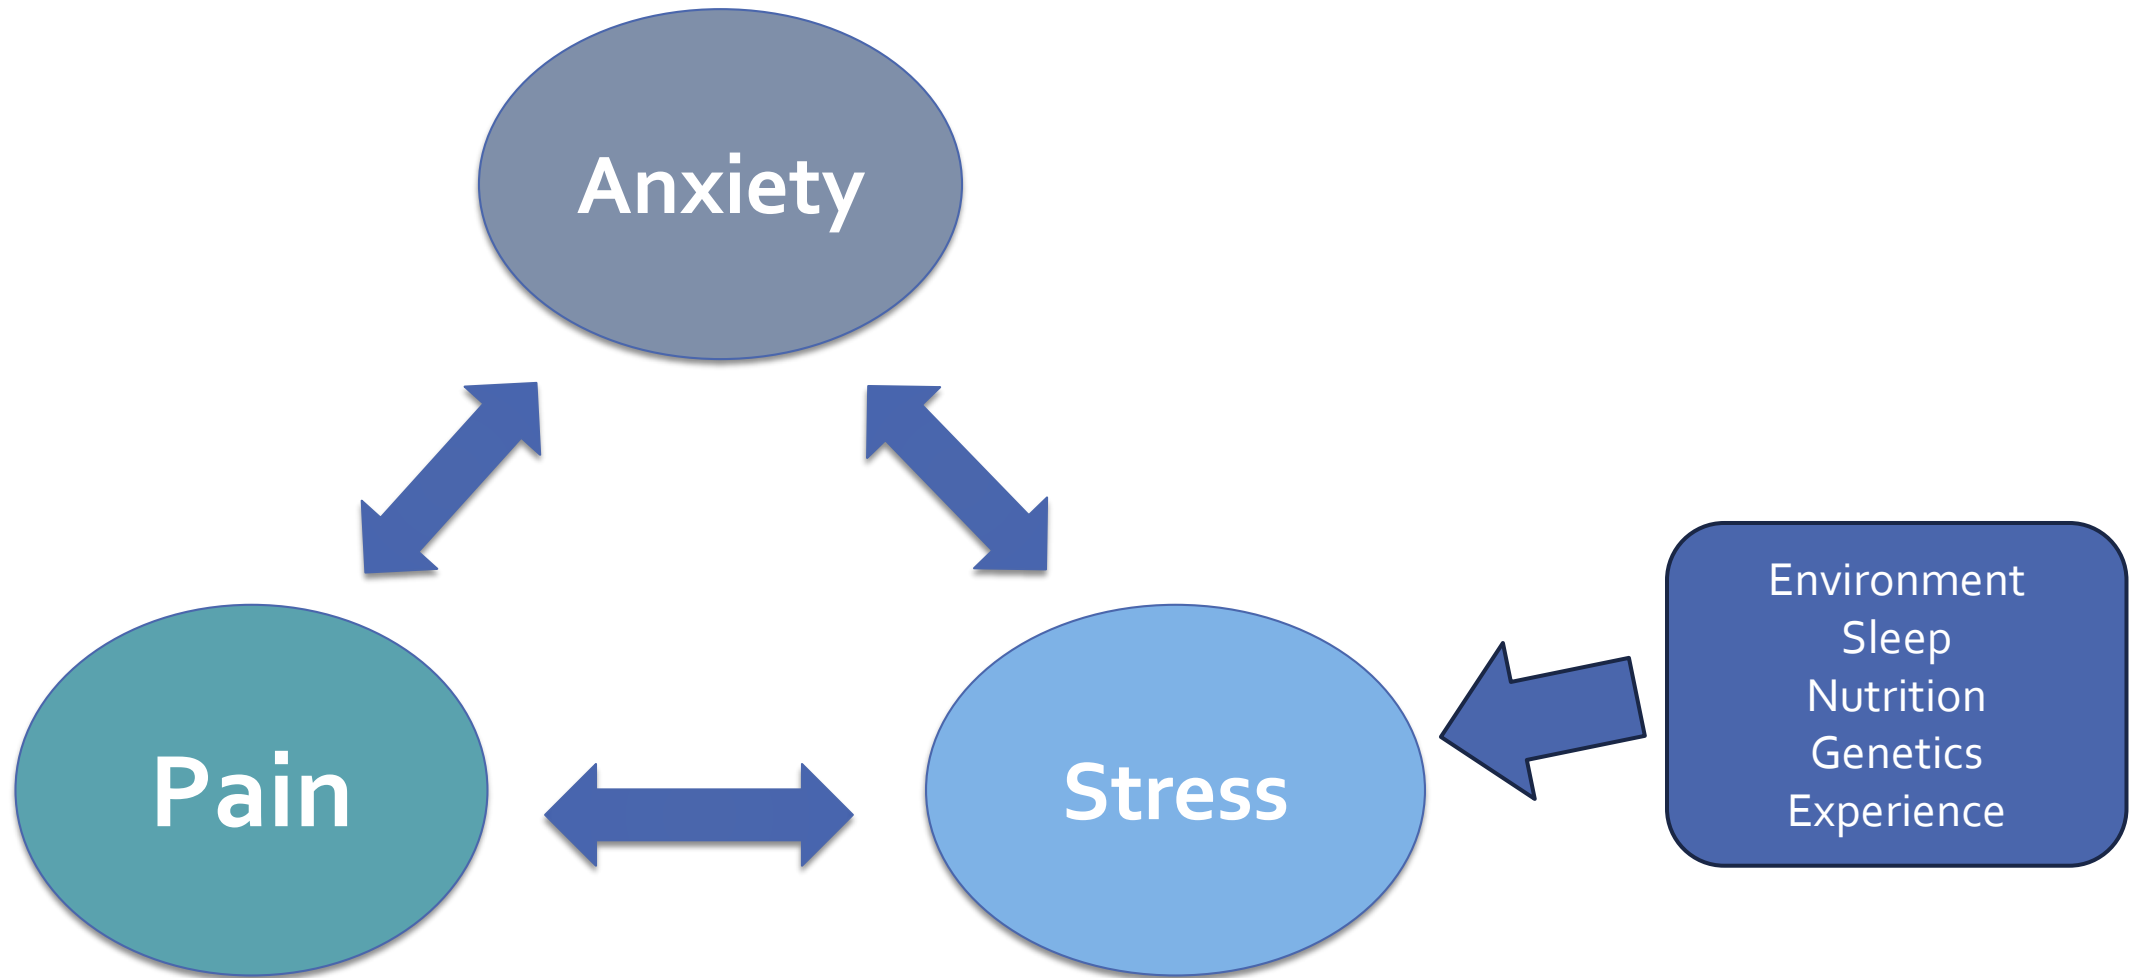 Anxiety
Pain
Stress
Environment
Sleep
Nutrition
Genetics
Experience